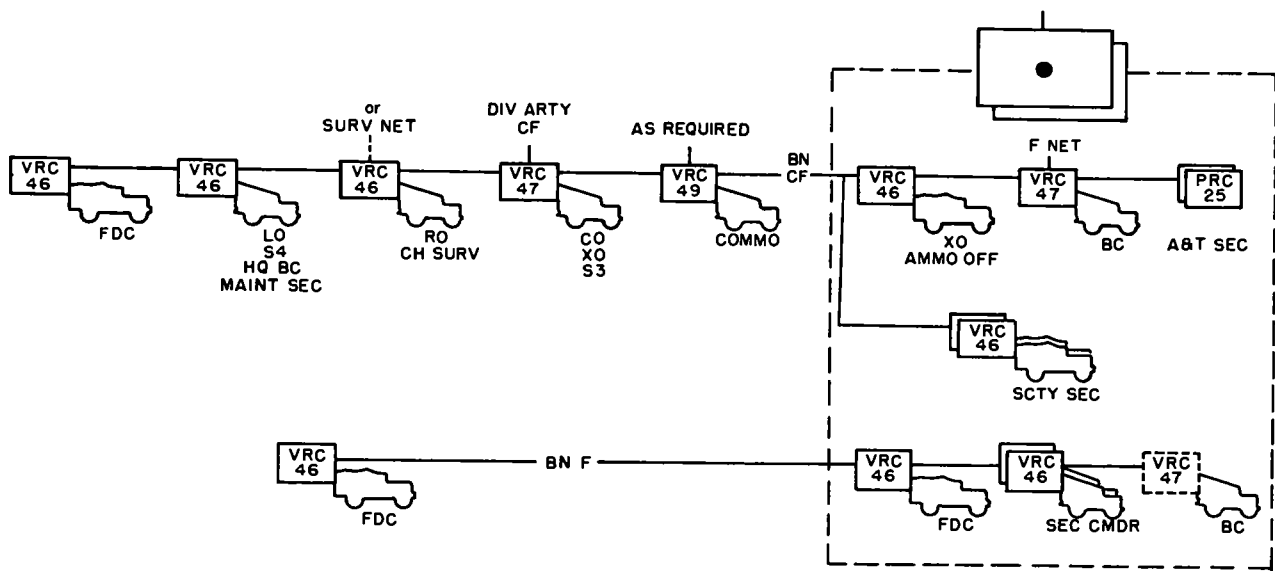 or
SURV NET
DIV ARTY
CF
AS REQUIRED
BN
CF
F NET
VRC
46
VRC
46
VRC
46
VRC
47
VRC
49
VRC
46
VRC
47
PRC
25
FDC
LO
S4
HQ BC
MAINT SEC
RO
CH SURV
CO
XO
S3
COMMO
XO
AMMO OFF
BC
A&T SEC
VRC
46
SCTY SEC
VRC
46
BN F
VRC
46
VRC
46
VRC
47
FDC
FDC
SEC CMDR
BC